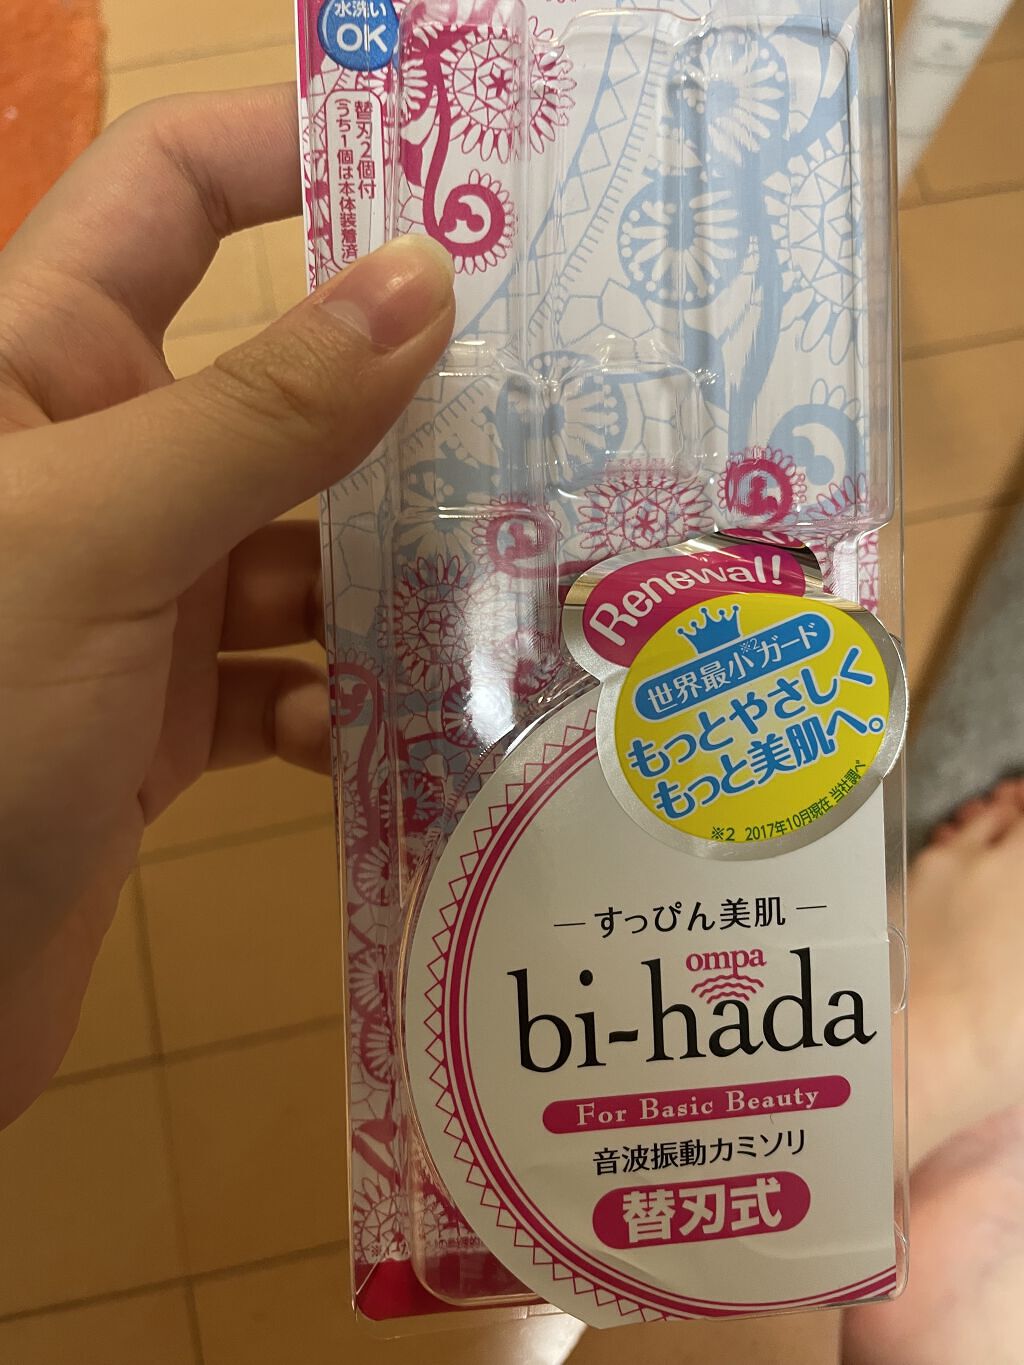 水洗い
OK
替刃2個付
(うち1個は本体装着済)
Renewal!
世界最小※2ガード
もっとやさしく
もっと美肌へ。
※2 2017年10月現在 当社調べ
すっぴん美肌
ompa
bi-hada
For Basic Beauty
音波振動カミソリ
替刃式